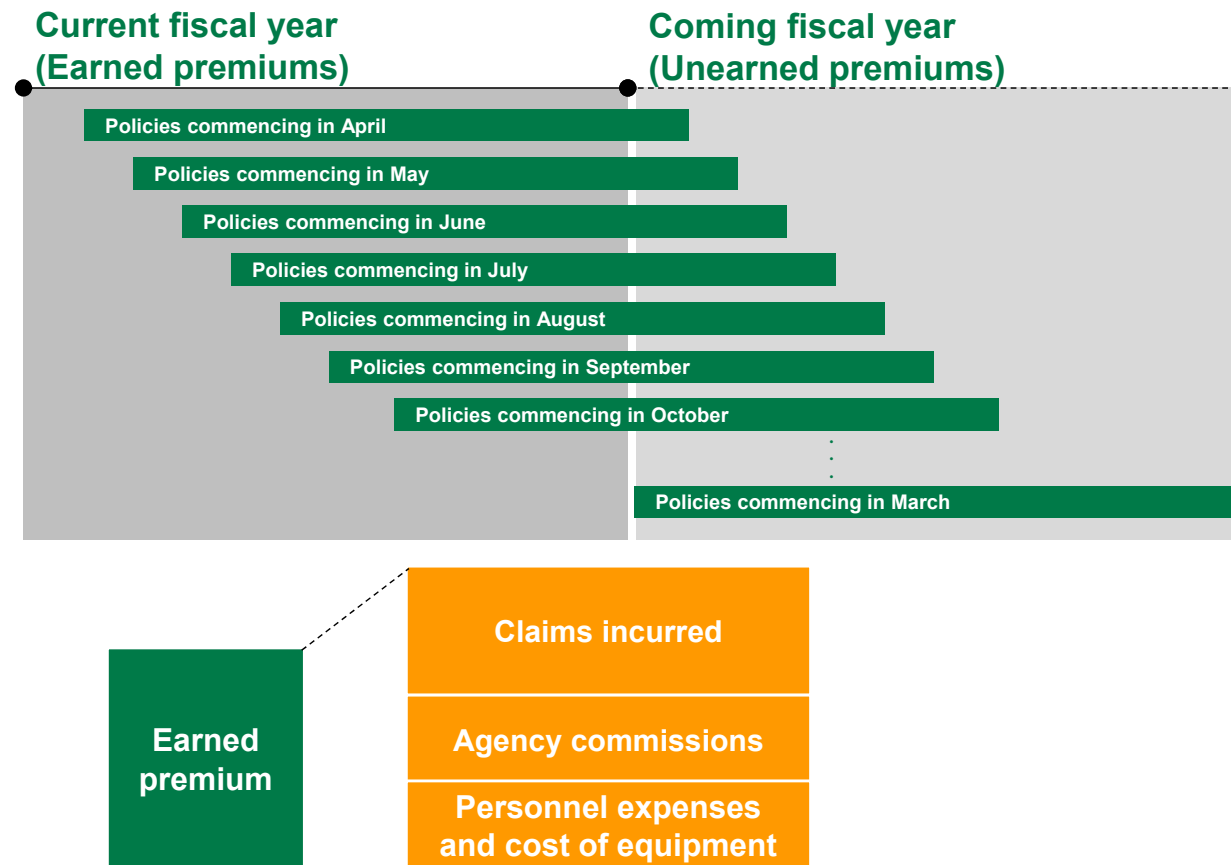 Current fiscal year
(Earned premiums)
Coming fiscal year
(Unearned premiums)
Policies commencing in April
Policies commencing in May
Policies commencing in June
Policies commencing in July
Policies commencing in August
Policies commencing in September
Policies commencing in October
Policies commencing in March
Earned
premium
Claims incurred
Agency commissions
Personnel expenses
and cost of equipment